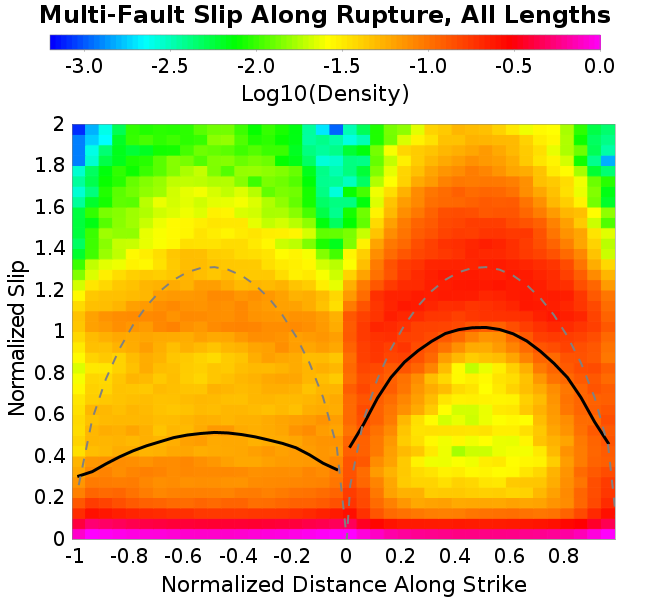 Multi-Fault Slip Along Rupture, All Lengths
-3.0 -2.5 -2.0 -1.5 -1.0 -0.5 0.0
Log10(Density)
2
1.8
1.6
1.4
1.2
1
0.8
0.6
0.4
0.2
0
Normalized Slip
-1 -0.8 -0.6 -0.4 -0.2 0 0.2 0.4 0.6 0.8
Normalized Distance Along Strike